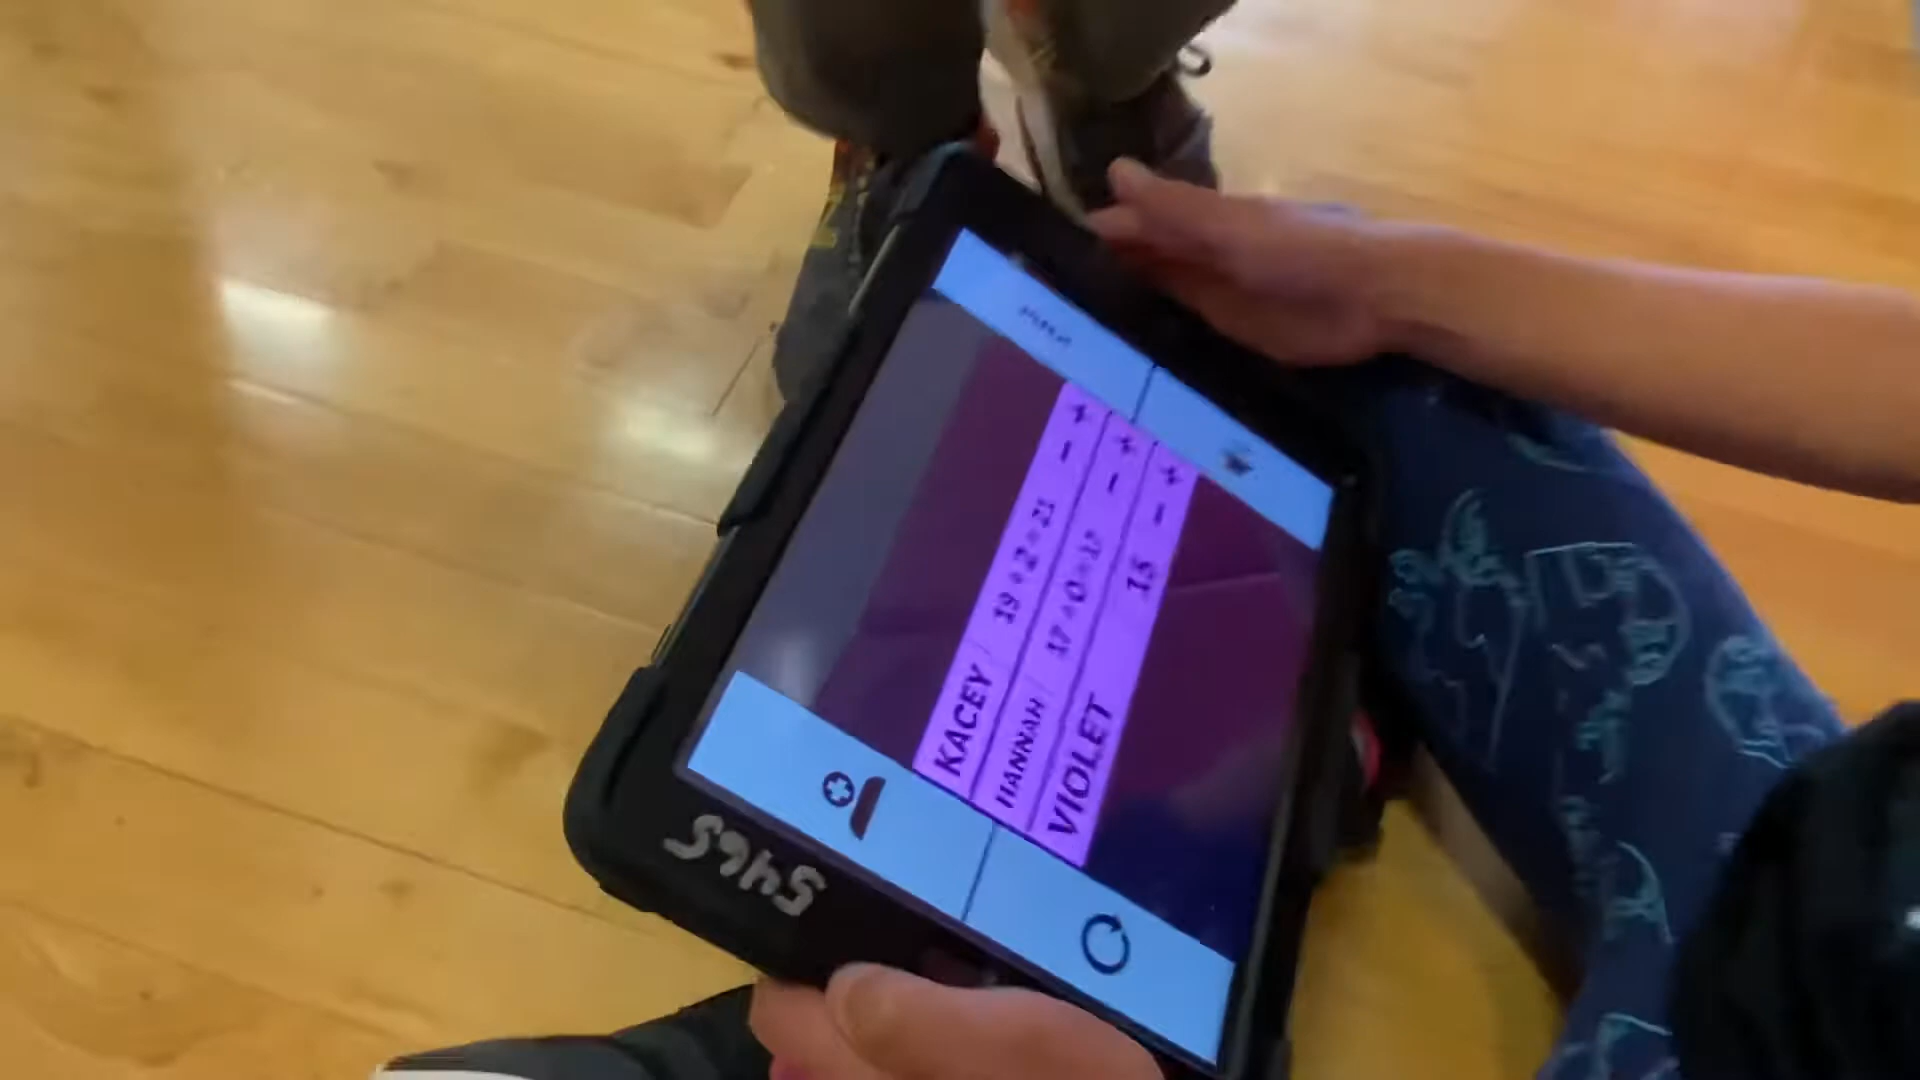 KACEY 19+2=21 - +
HANNAH 17+0=17 - +
VIOLET 15 - +
5465